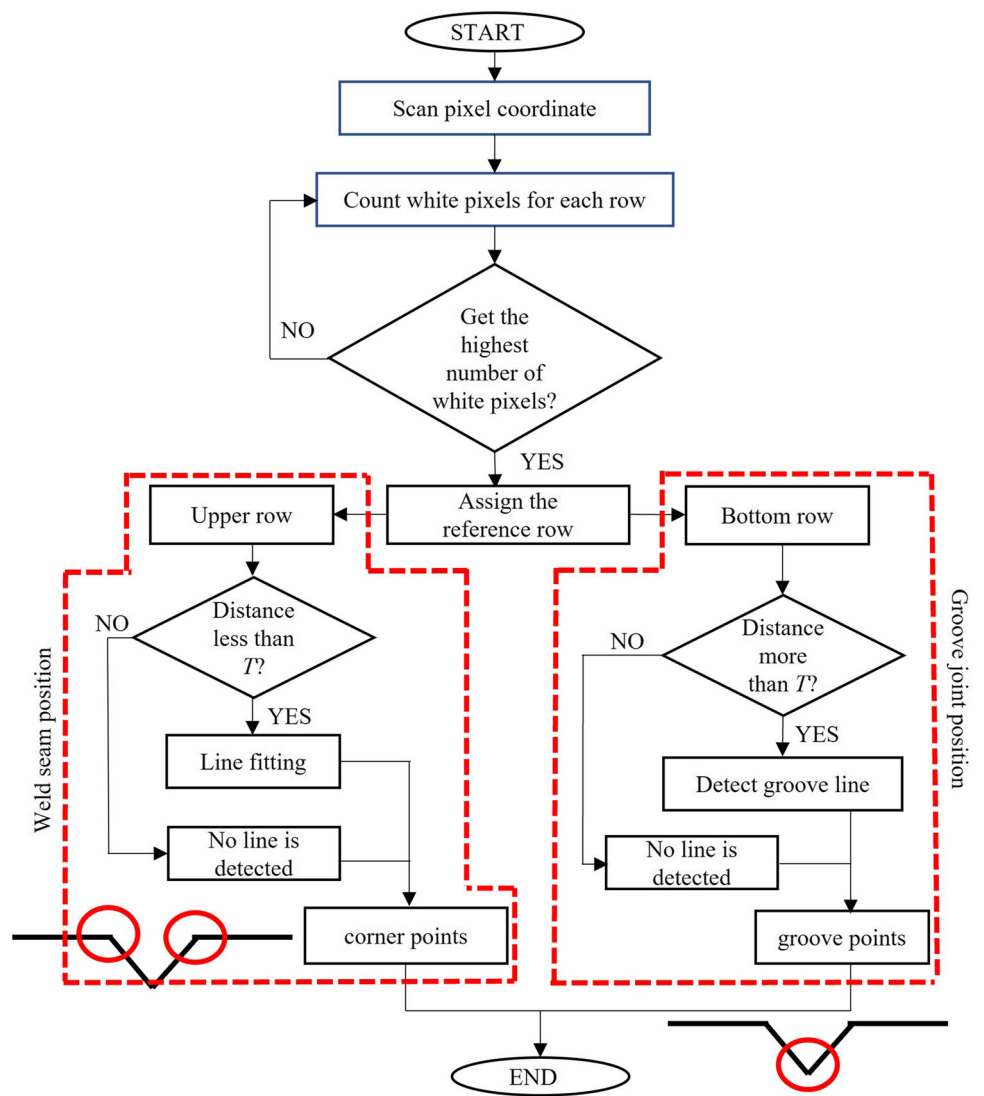 START
Scan pixel coordinate
Count white pixels for each row
NO
Get the
highest
number of
white pixels?
YES
Upper row
Assign the
reference row
Bottom row
NO
Distance
less than
T?
YES
Line fitting
No line is
detected
corner points
Weld seam position
NO
Distance
more
than T?
YES
Detect groove line
No line is
detected
groove points
Groove joint position
END